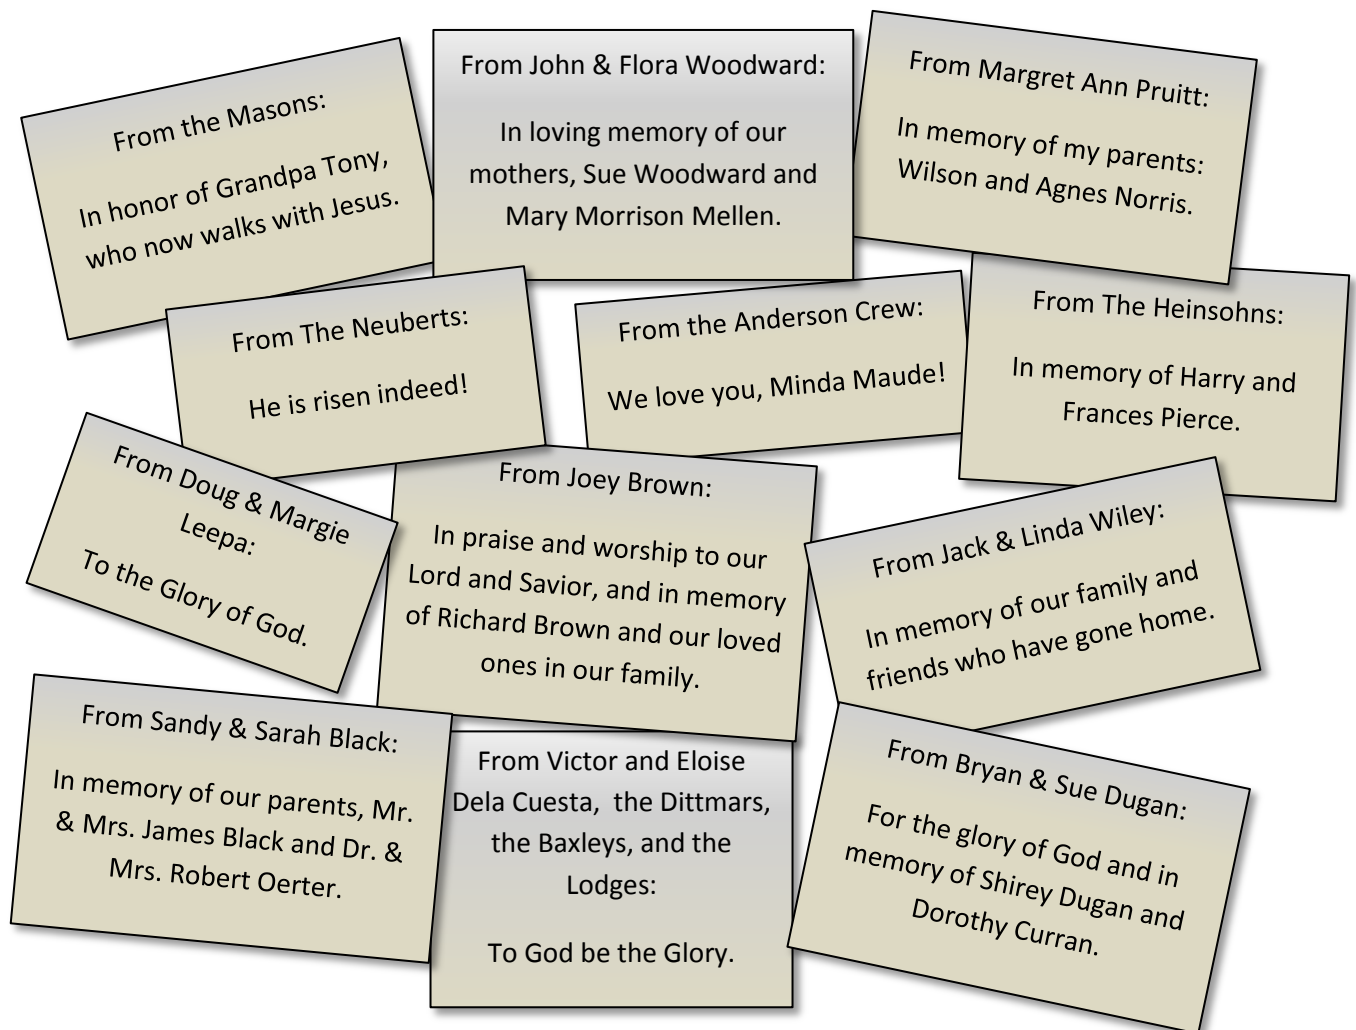 From the Masons:
In honor of Grandpa Tony,
who now walks with Jesus.
From John & Flora Woodward:
In loving memory of our
mothers, Sue Woodward and
Mary Morrison Mellen.
From Margret Ann Pruitt:
In memory of my parents:
Wilson and Agnes Norris.
From The Neuberts:
He is risen indeed!
From the Anderson Crew:
We love you, Minda Maude!
From The Heinsohns:
In memory of Harry and
Frances Pierce.
From Doug & Margie
Leepa:
To the Glory of God.
From Joey Brown:
In praise and worship to our
Lord and Savior, and in memory
of Richard Brown and our loved
ones in our family.
From Jack & Linda Wiley:
In memory of our family and
friends who have gone home.
From Sandy & Sarah Black:
In memory of our parents, Mr.
& Mrs. James Black and Dr. &
Mrs. Robert Oerter.
From Victor and Eloise
Dela Cuesta, the Dittmars,
the Baxleys, and the
Lodges:
To God be the Glory.
From Bryan & Sue Dugan:
For the glory of God and in
memory of Shirey Dugan and
Dorothy Curran.